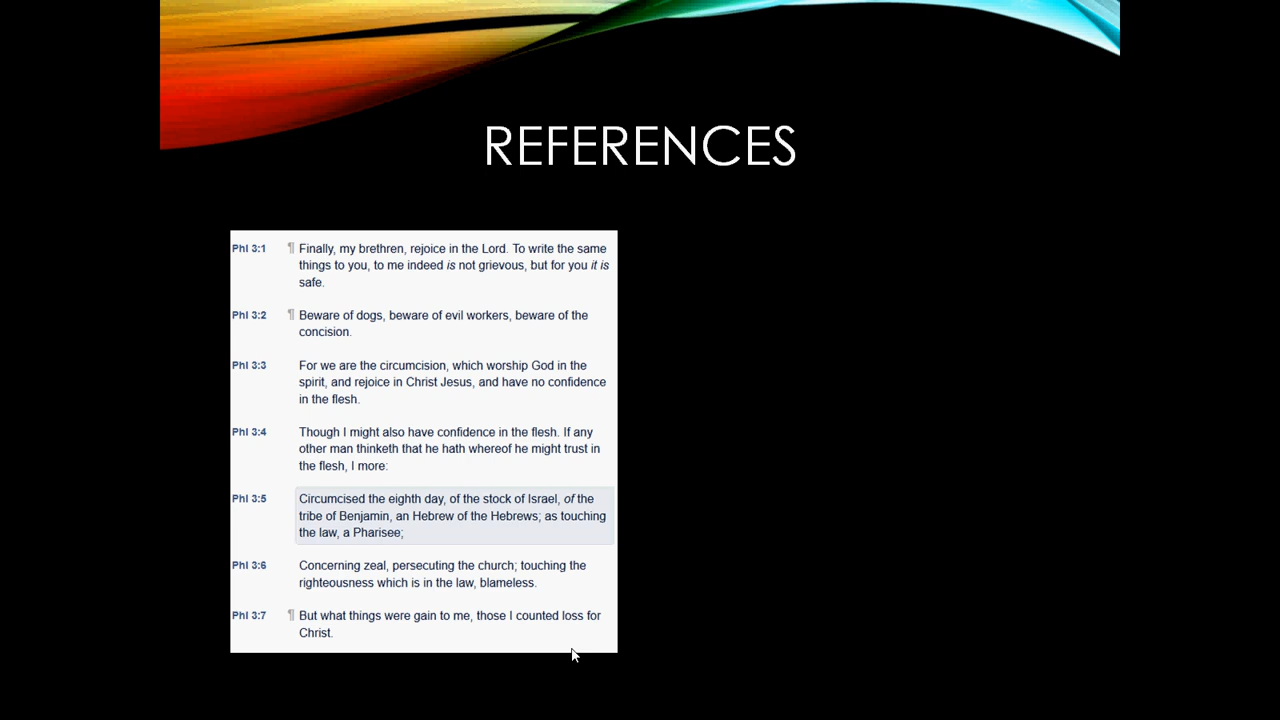 REFERENCES
Phl 3:1 ¶ Finally, my brethren, rejoice in the Lord. To write the same
things to you, to me indeed is not grievous, but for you it is
safe.
Phl 3:2 ¶ Beware of dogs, beware of evil workers, beware of the
concision.
Phl 3:3 For we are the circumcision, which worship God in the
spirit, and rejoice in Christ Jesus, and have no confidence
in the flesh.
Phl 3:4 Though I might also have confidence in the flesh. If any
other man thinketh that he hath whereof he might trust in
the flesh, I more:
Phl 3:5 Circumcised the eighth day, of the stock of Israel, of the
tribe of Benjamin, an Hebrew of the Hebrews; as touching
the law, a Pharisee;
Phl 3:6 Concerning zeal, persecuting the church; touching the
righteousness which is in the law, blameless.
Phl 3:7 ¶ But what things were gain to me, those I counted loss for
Christ.